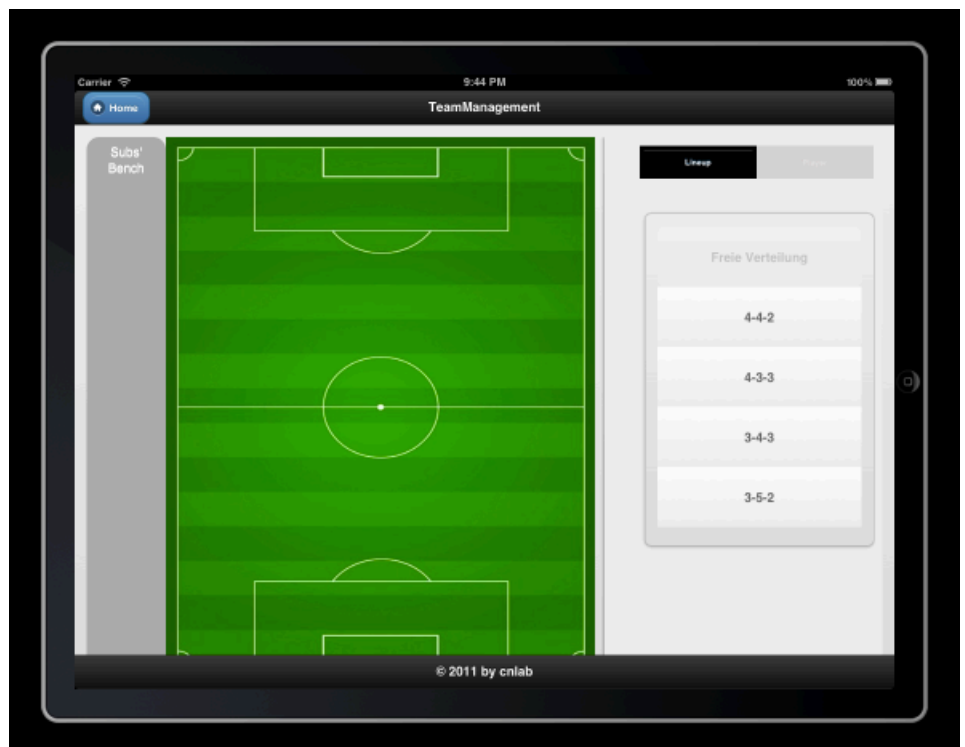 Carrier
9:44 PM
100%
Home
TeamManagement
Subs'
Bench
Lineup
Player
Freie Verteilung
4-4-2
4-3-3
3-4-3
3-5-2
© 2011 by cnlab